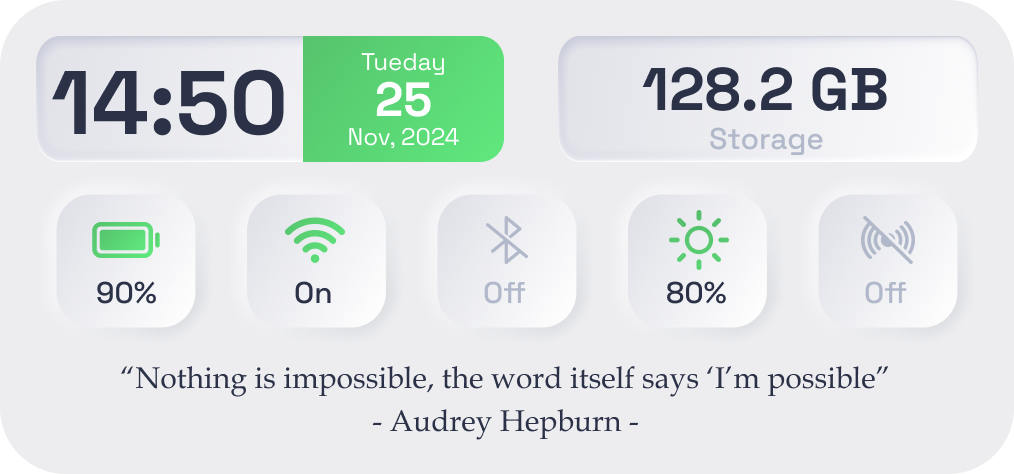 14:50
Tueday
25
Nov, 2024
128.2 GB
Storage
90%
On
Off
80%
Off
“Nothing is impossible, the word itself says ‘I’m possible”
- Audrey Hepburn -